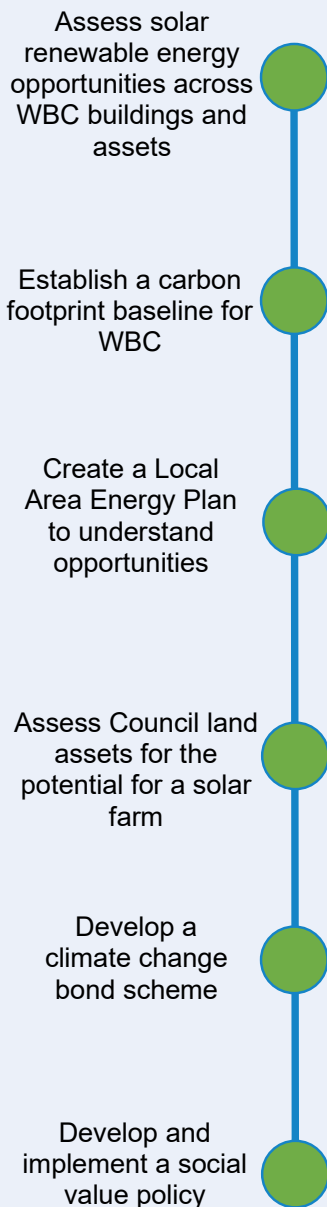 Assess solar
renewable energy
opportunities across
WBC buildings and
assets
Establish a carbon
footprint baseline for
WBC
Create a Local
Area Energy Plan
to understand
opportunities
Assess Council land
assets for the
potential for a solar
farm
Develop a
climate change
bond scheme
Develop and
implement a social
value policy